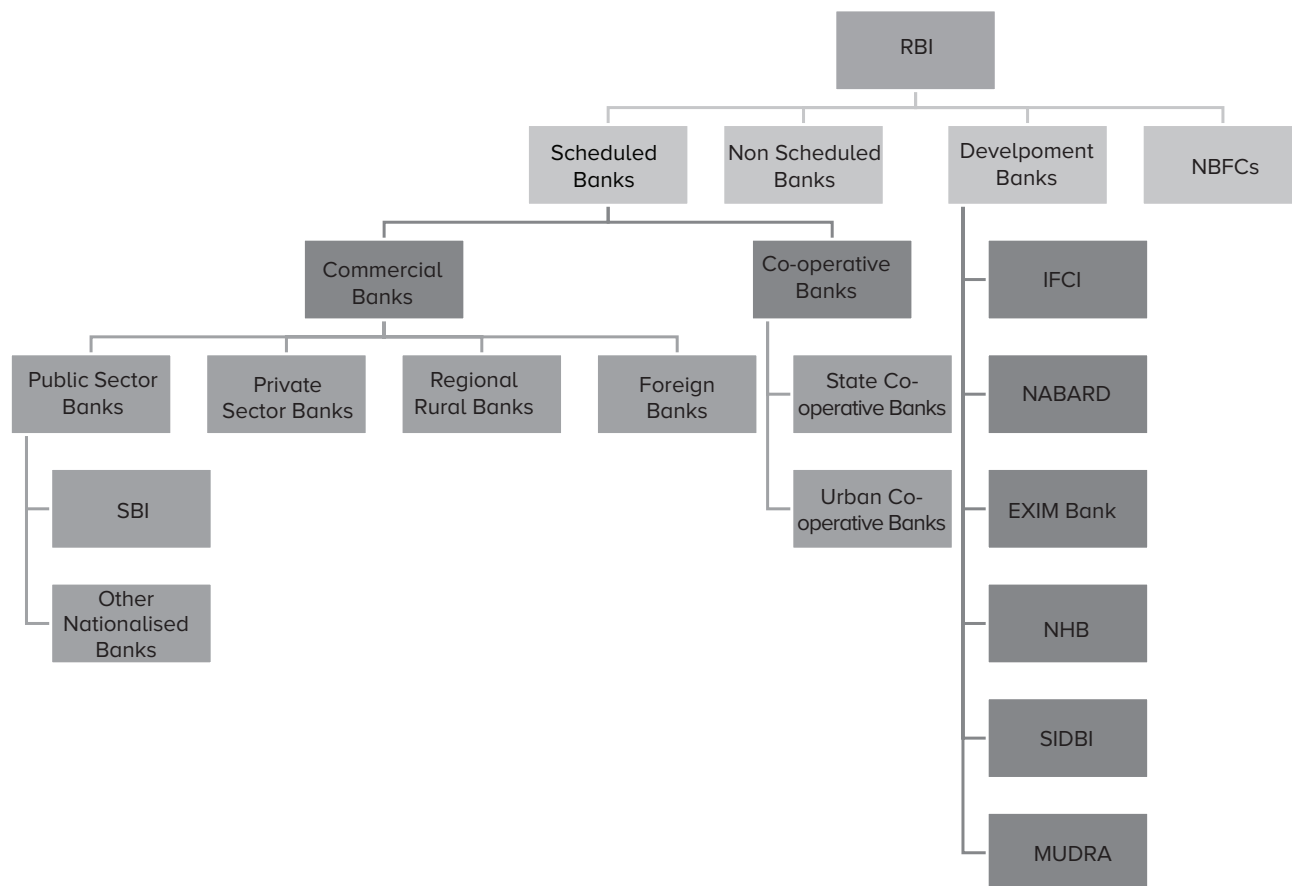 RBI
Scheduled
Banks
Non Scheduled
Banks
Develpoment
Banks
NBFCs
Commercial
Banks
Co-operative
Banks
IFCI
Public Sector
Banks
Private
Sector Banks
Regional
Rural Banks
Foreign
Banks
State Co-
operative Banks
NABARD
SBI
Urban Co-
operative Banks
EXIM Bank
Other
Nationalised
Banks
NHB
SIDBI
MUDRA